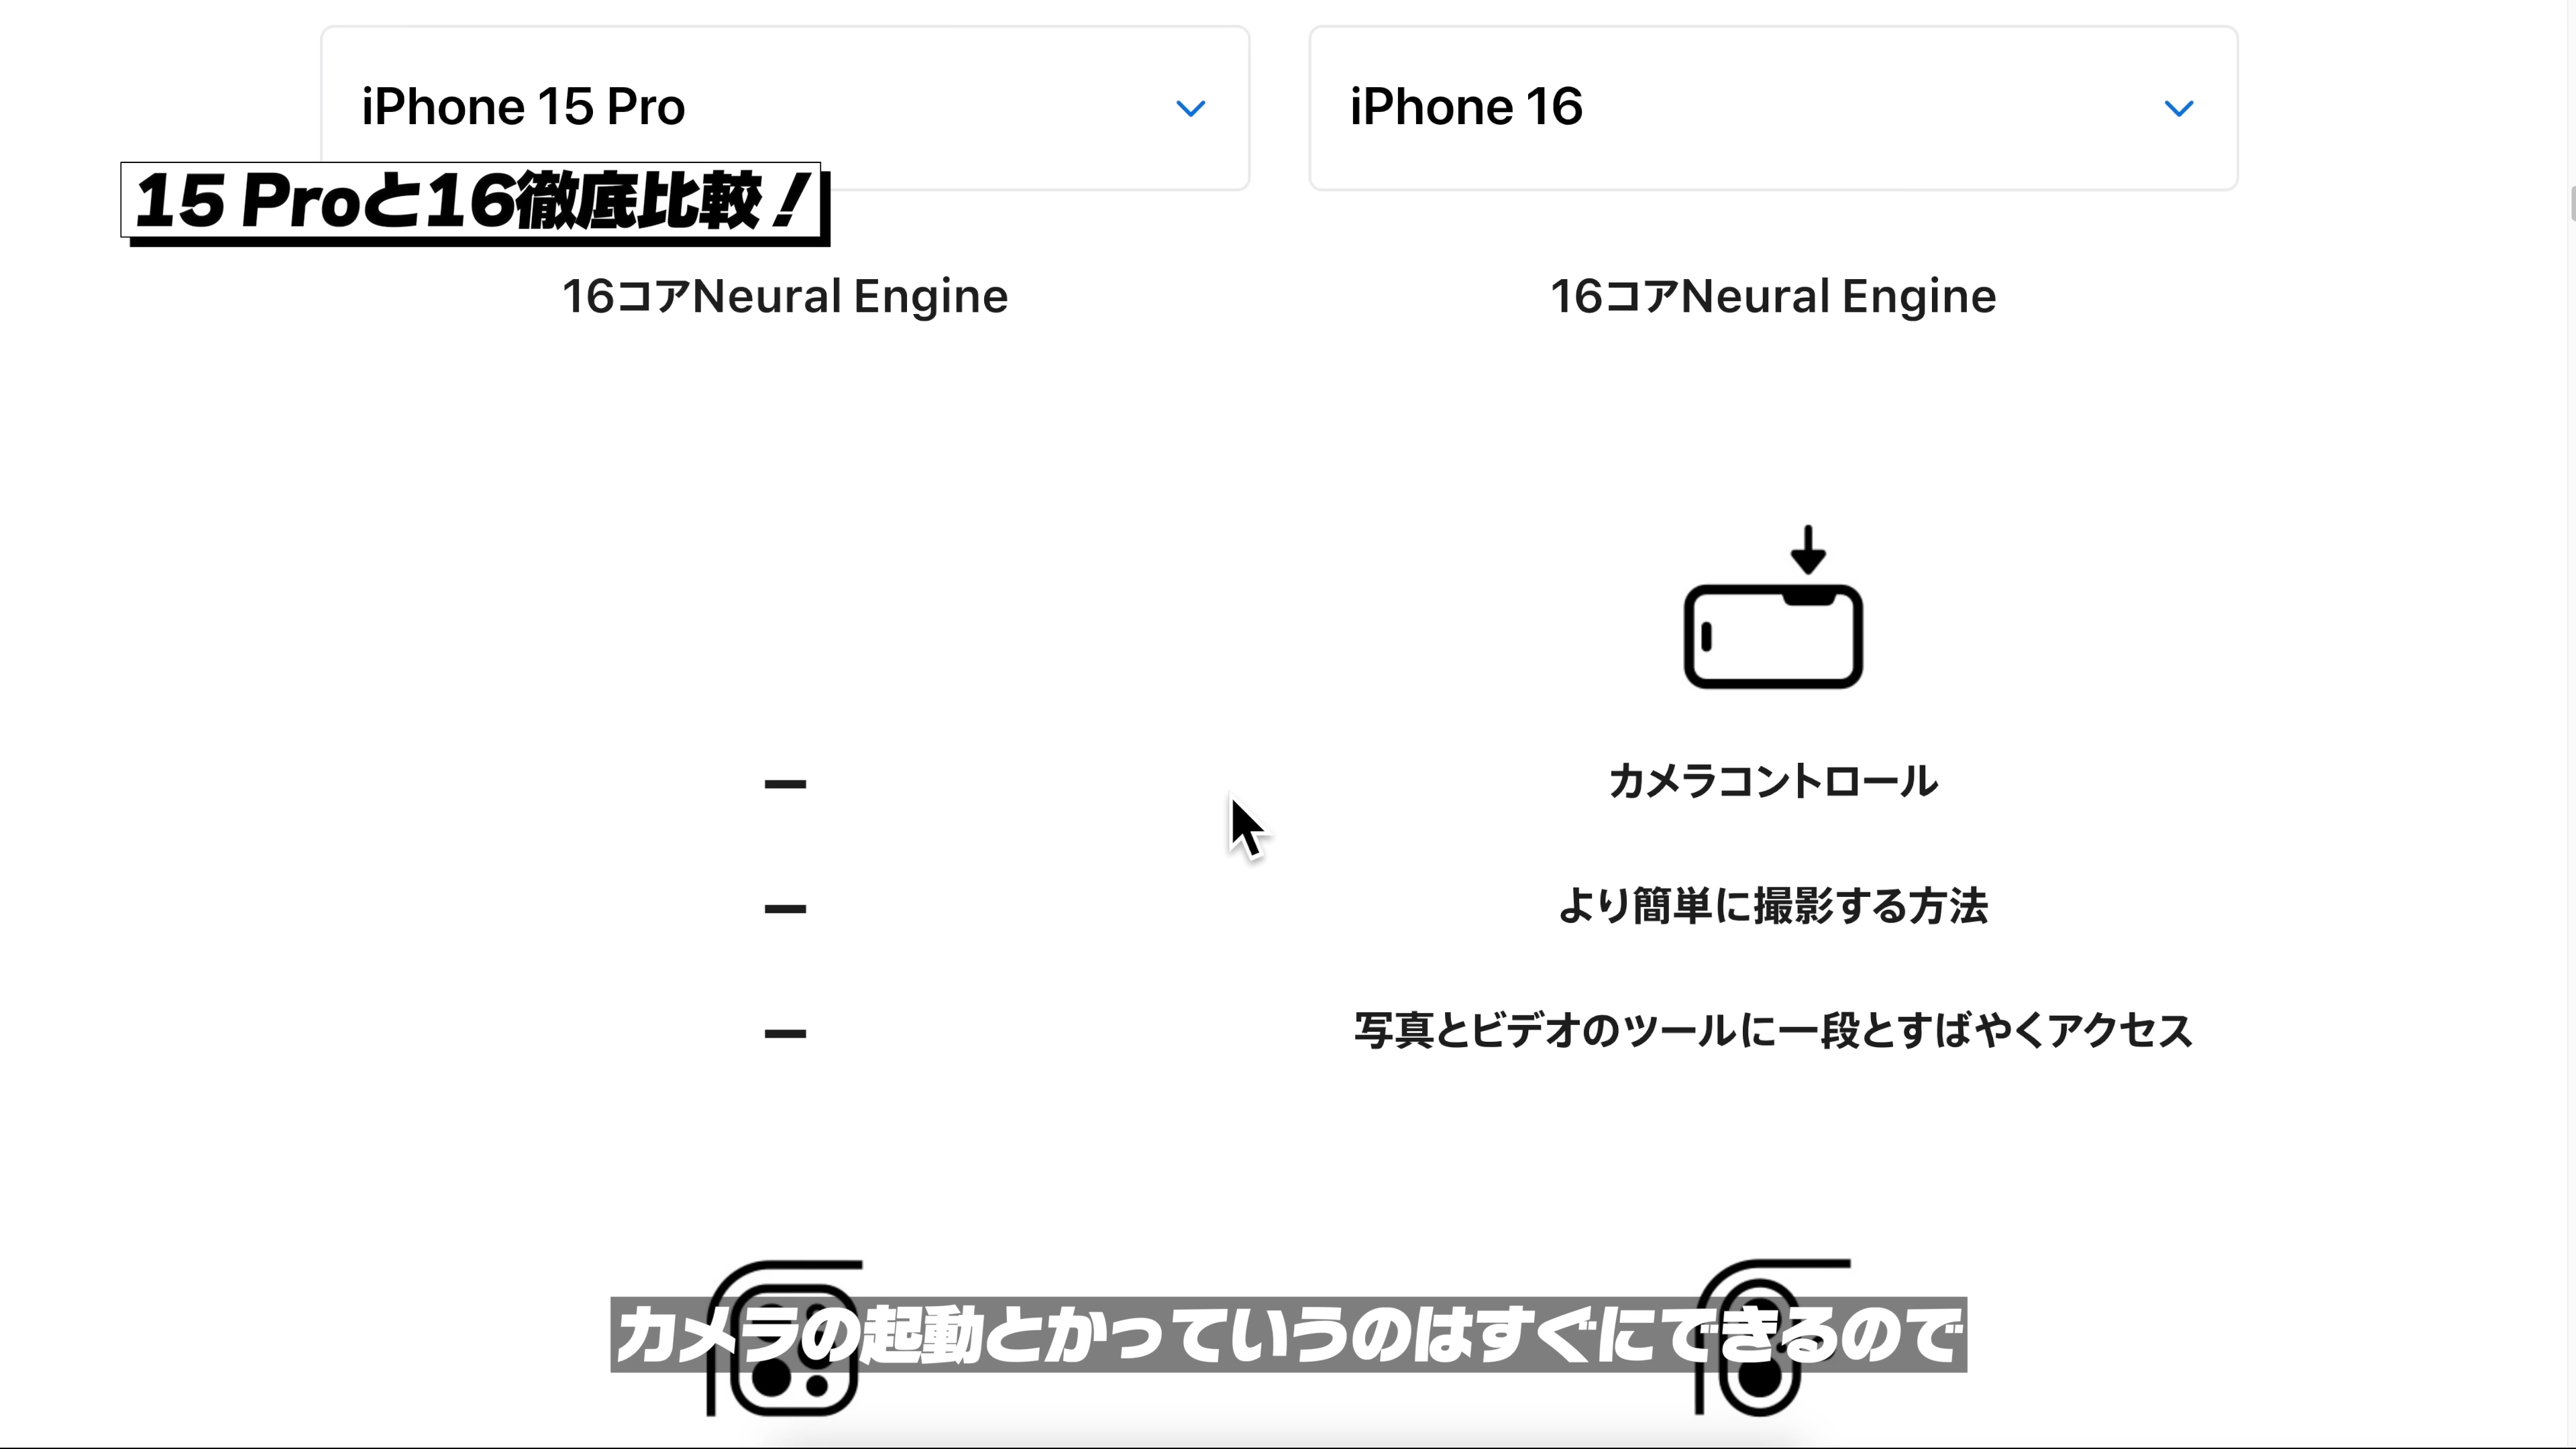 iPhone 15 Pro
iPhone 16
15 Proと16徹底比較！
16コアNeural Engine
16コアNeural Engine
–
カメラコントロール
–
より簡単に撮影する方法
–
写真とビデオのツールに一段とすばやくアクセス
カメラの起動とかっていうのはすぐにできるので